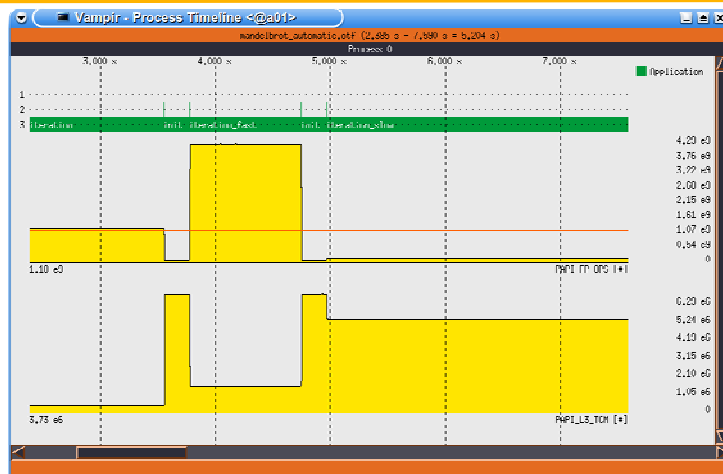 Vampir - Process Timeline <@a01>
mandelbrot_automatic.otf (2,385 s - 7,590 s = 5,204 s)
Process 0
3,000 s 4,000 s 5,000 s 6,000 s 7,000 s
Application
1
2
3 iteration init iteration_fast init iteration_slow
4,29 e9
3,76 e9
3,22 e9
2,68 e9
2,15 e9
1,61 e9
1,07 e9
0,54 e9
0
1,10 e9 PAPI_FP_OPS [#]
6,29 e6
5,24 e6
4,19 e6
3,15 e6
2,10 e6
1,05 e6
0
3,73 e6 PAPI_L3_TCM [#]